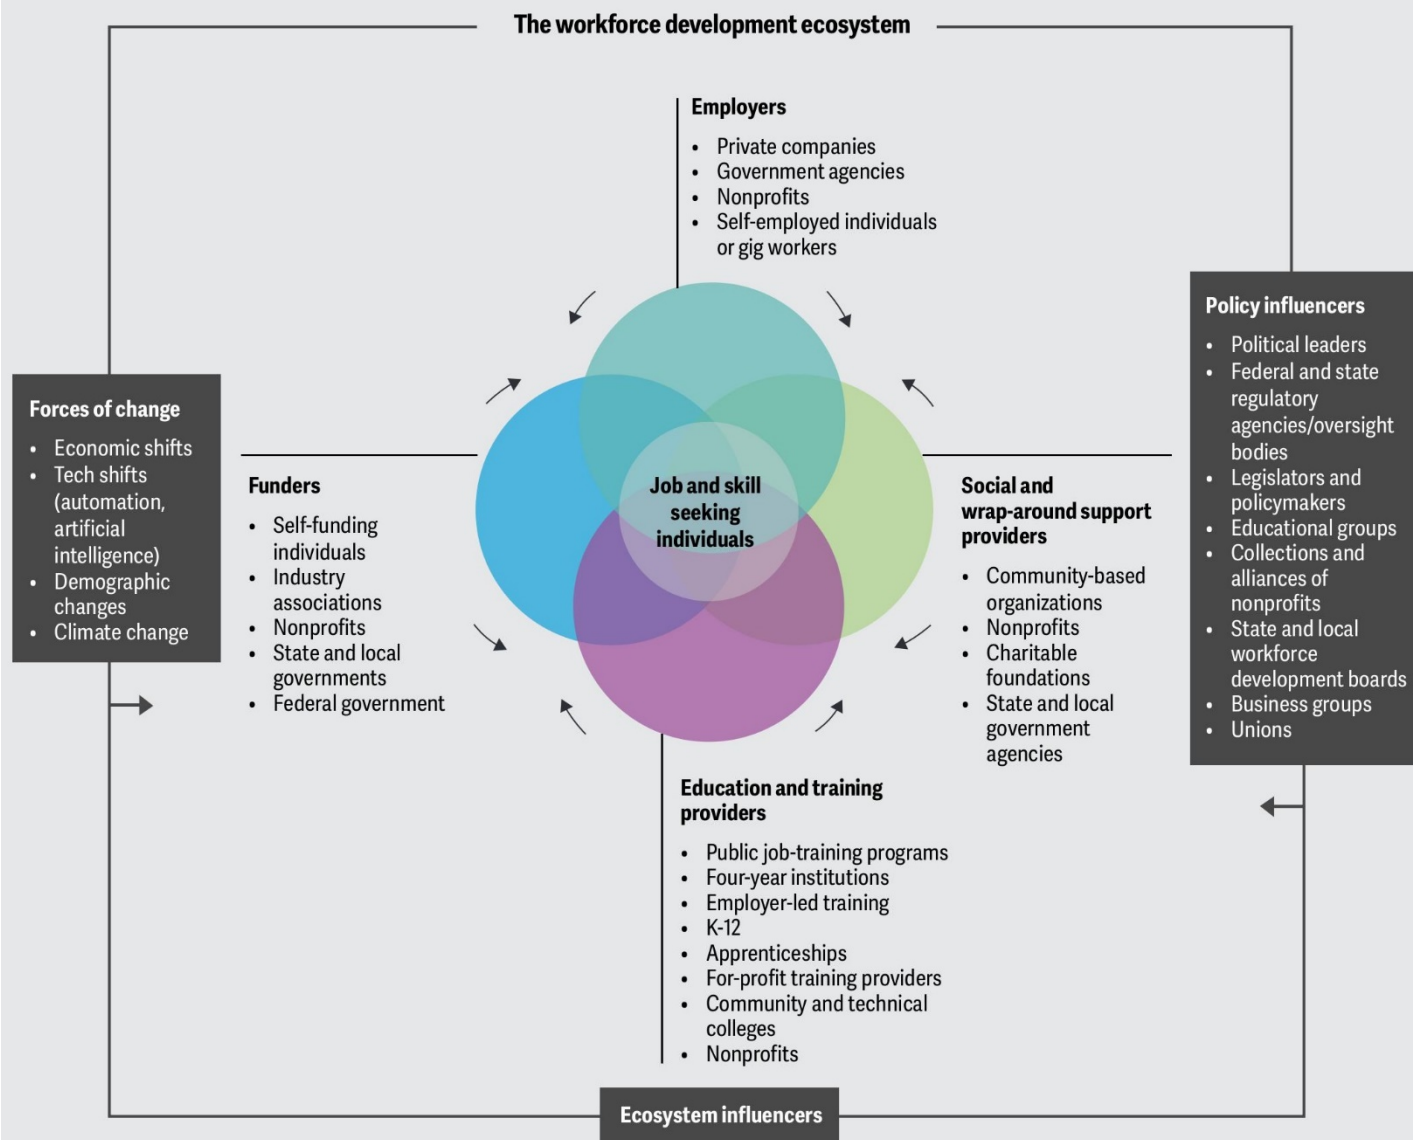 The workforce development ecosystem
Employers
• Private companies
• Government agencies
• Nonprofits
• Self-employed individuals
or gig workers
Policy influencers
• Political leaders
• Federal and state
regulatory
agencies/oversight
bodies
• Legislators and
policymakers
• Educational groups
• Collections and
alliances of
nonprofits
• State and local
workforce
development boards
• Business groups
• Unions
Forces of change
• Economic shifts
• Tech shifts
(automation,
artificial
intelligence)
• Demographic
changes
• Climate change
Funders
• Self-funding
individuals
• Industry
associations
• Nonprofits
• State and local
governments
• Federal government
Job and skill
seeking
individuals
Social and
wrap-around support
providers
• Community-based
organizations
• Nonprofits
• Charitable
foundations
• State and local
government
agencies
Education and training
providers
• Public job-training programs
• Four-year institutions
• Employer-led training
• K-12
• Apprenticeships
• For-profit training providers
• Community and technical
colleges
• Nonprofits
Ecosystem influencers